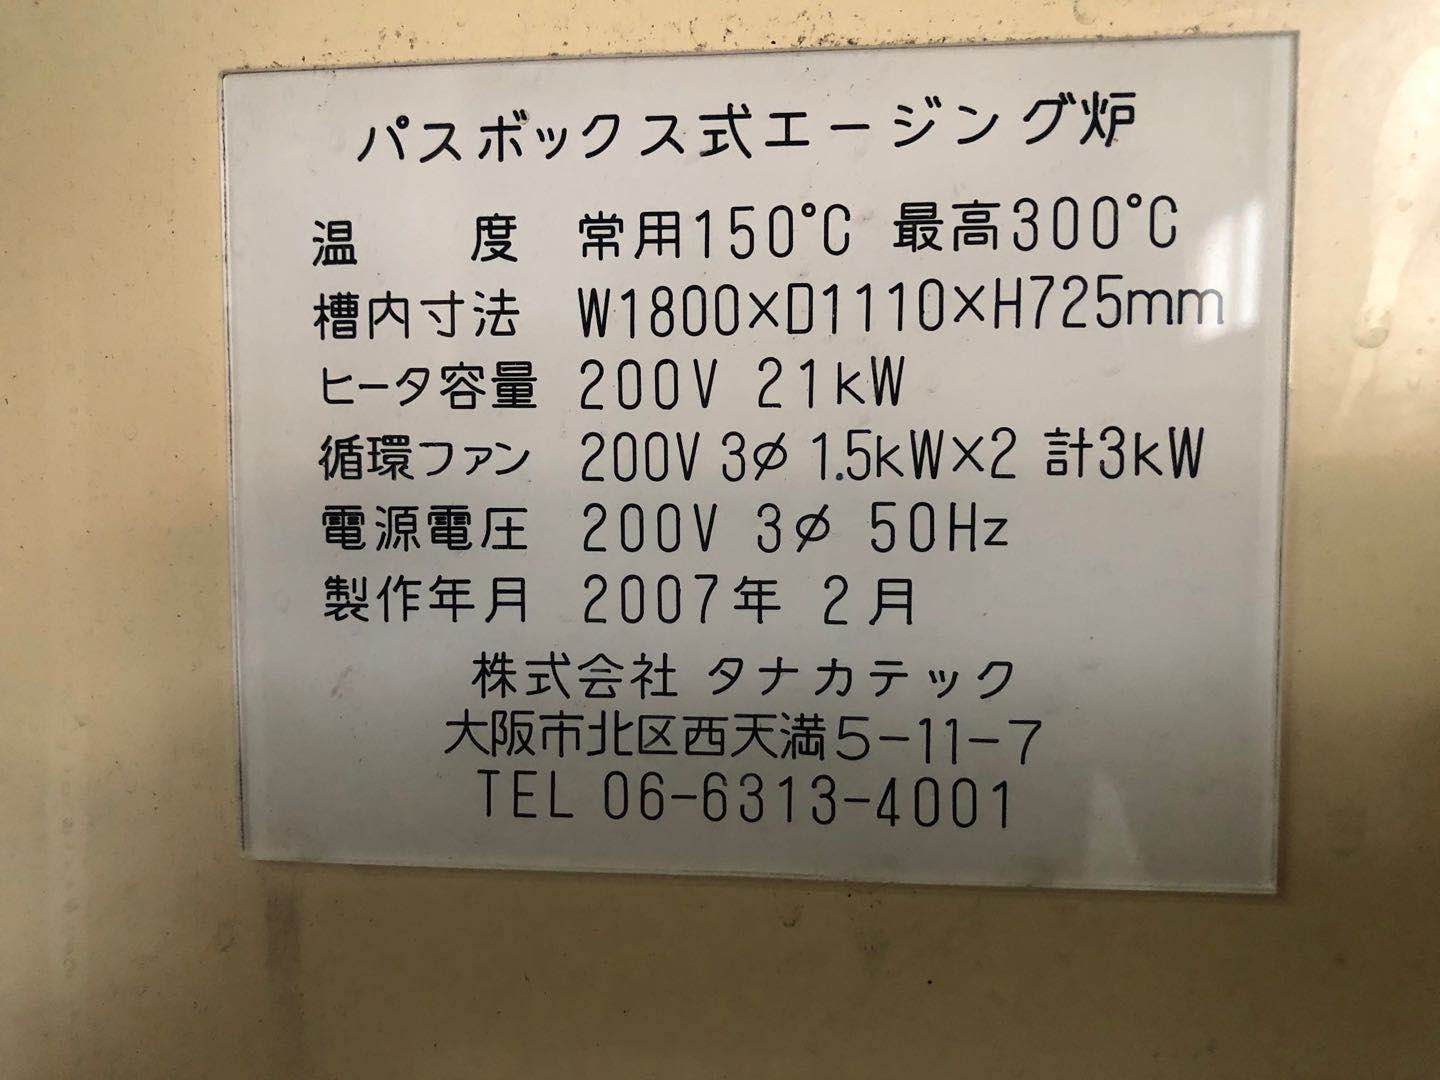 パスボックス式エージング炉
温度 常用150°C 最高300°C
槽内寸法 W1800×D1110×H725mm
ヒータ容量 200V 21kW
循環ファン 200V 3φ 1.5kW×2 計3kW
電源電圧 200V 3φ 50Hz
製作年月 2007年 2月
株式会社 タナカテック
大阪市北区西天満5-11-7
TEL 06-6313-4001